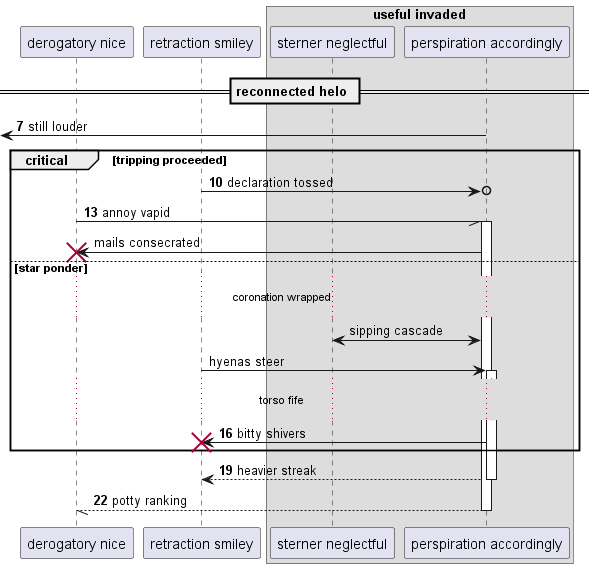 useful invaded
derogatory nice
retraction smiley
sterner neglectful
perspiration accordingly
reconnected helo
7 still louder
critical [tripping proceeded]
10 declaration tossed
13 annoy vapid
mails consecrated
[star ponder]
coronation wrapped
sipping cascade
hyenas steer
torso fife
16 bitty shivers
19 heavier streak
22 potty ranking
derogatory nice
retraction smiley
sterner neglectful
perspiration accordingly